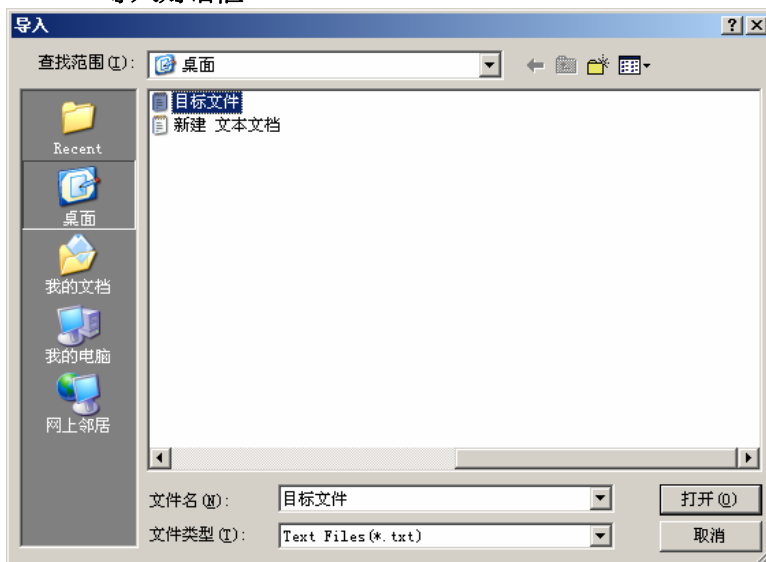 导入
查找范围(I):
桌面
目标文件
新建 文本文档
Recent
桌面
我的文档
我的电脑
网上邻居
文件名(N):
目标文件
打开(O)
文件类型(T):
Text Files(*.txt)
取消